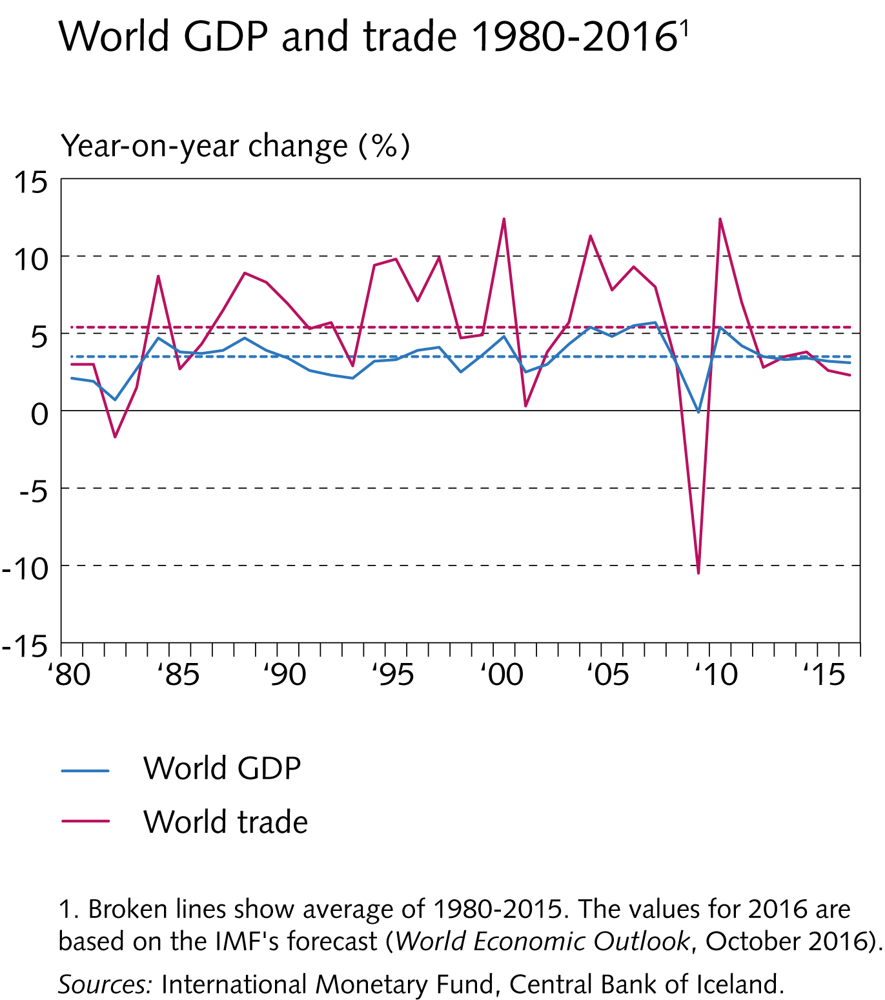 World GDP and trade 1980-2016¹
Year-on-year change (%)
15
10
5
0
-5
-10
-15
‘80 ‘85 ‘90 ‘95 ‘00 ‘05 ‘10 ‘15
World GDP
World trade
1. Broken lines show average of 1980-2015. The values for 2016 are
based on the IMF's forecast (World Economic Outlook, October 2016).
Sources: International Monetary Fund, Central Bank of Iceland.